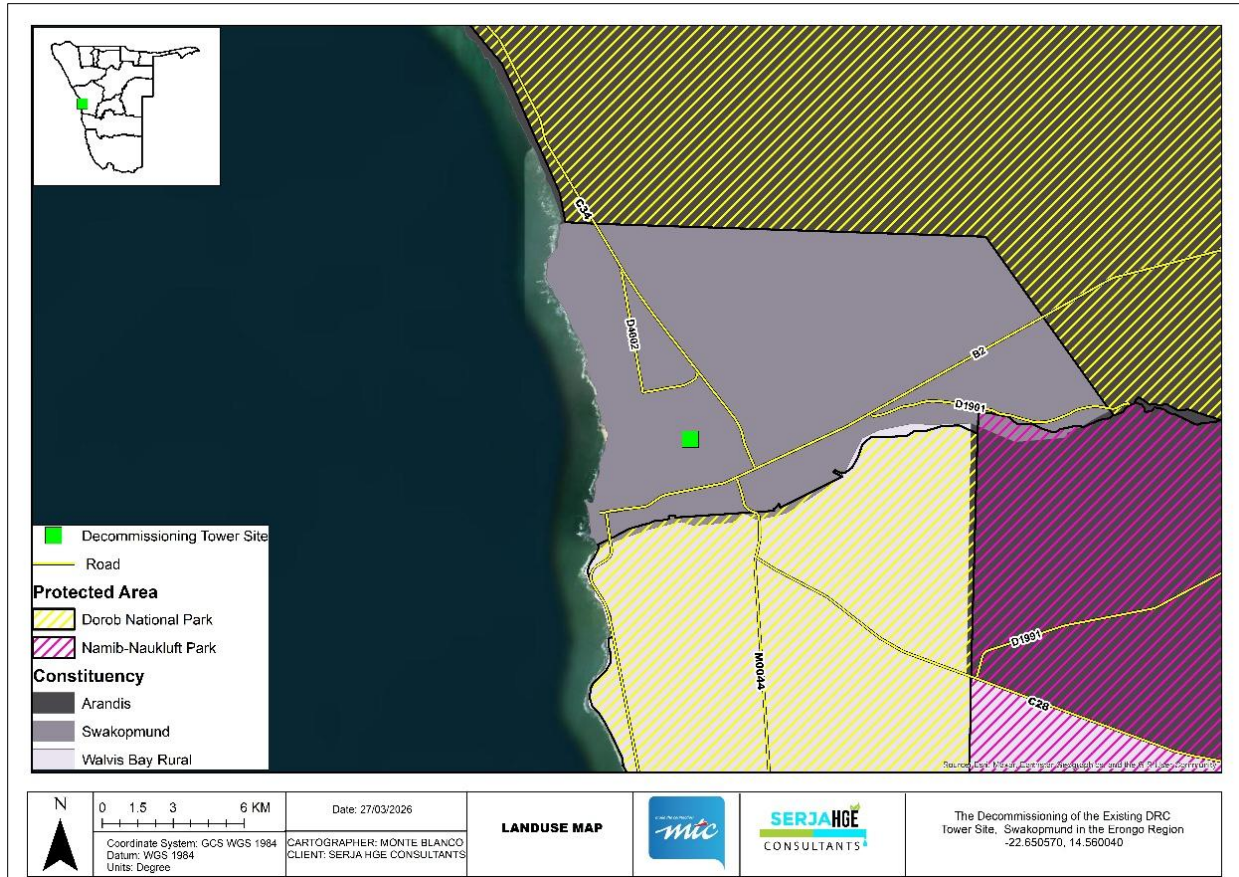 C34
D4002
B2
D1901
D1991
M0044
C28
Decommissioning Tower Site
Road
Protected Area
Dorob National Park
Namib-Naukluft Park
Constituency
Arandis
Swakopmund
Walvis Bay Rural
N
0 1.5 3 6 KM
Coordinate System: GCS WGS 1984
Datum: WGS 1984
Units: Degree
Date: 27/03/2026
CARTOGRAPHER: MONTE BLANCO
CLIENT: SERJA HGE CONSULTANTS
LANDUSE MAP
mtc
SERJA HGE
CONSULTANTS
The Decommissioning of the Existing DRC
Tower Site, Swakopmund in the Erongo Region
-22.650570, 14.560040